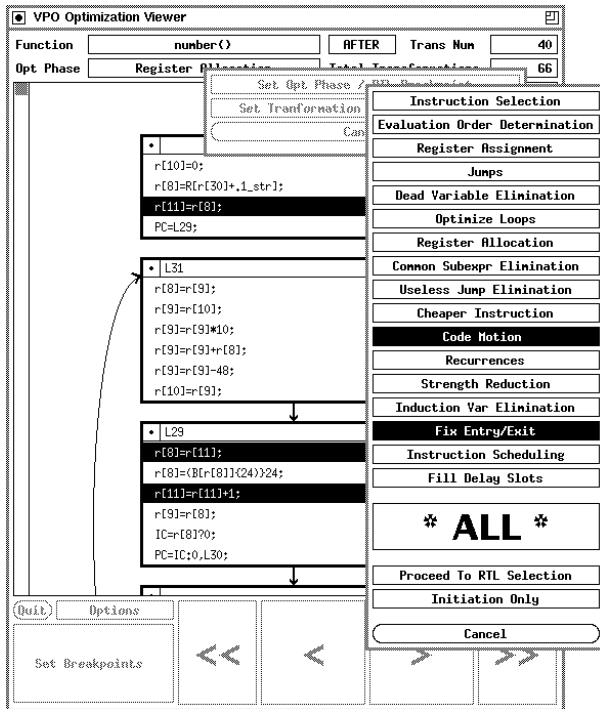 VPO Optimization Viewer
Function number() AFTER Trans Num 40
Opt Phase Register Allocation Total Transformations 66
Set Opt Phase / RTL Breakpoint
Set Tranformation
Can
r[10]=0;
r[8]=R[r[30]+.1_str];
r[11]=r[8];
PC=L29;
L31
r[8]=r[9];
r[9]=r[10];
r[9]=r[9]*10;
r[9]=r[9]+r[8];
r[9]=r[9]-48;
r[10]=r[9];
L29
r[8]=r[11];
r[8]=(B[r[8]]{24)}24;
r[11]=r[11]+1;
r[9]=r[8];
IC=r[8]?0;
PC=IC:0,L30;
Instruction Selection
Evaluation Order Determination
Register Assignment
Jumps
Dead Variable Elimination
Optimize Loops
Register Allocation
Common Subexpr Elimination
Useless Jump Elimination
Cheaper Instruction
Code Motion
Recurrences
Strength Reduction
Induction Var Elimination
Fix Entry/Exit
Instruction Scheduling
Fill Delay Slots
* ALL *
Proceed To RTL Selection
Initiation Only
Cancel
Quit Options
Set Breakpoints << < > >>